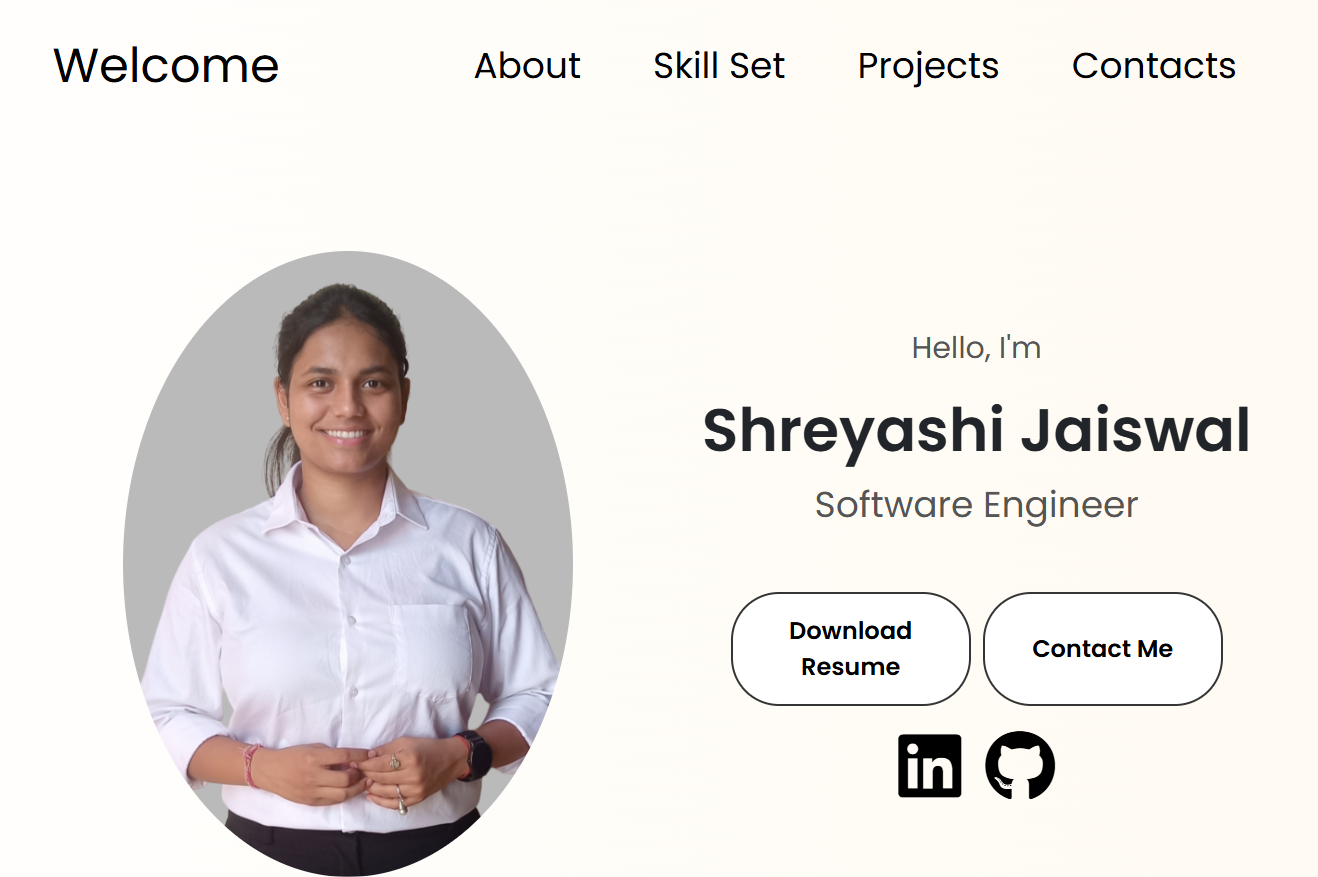 Welcome
About
Skill Set
Projects
Contacts
Hello, I'm
Shreyashi Jaiswal
Software Engineer
Download
Resume
Contact Me
in